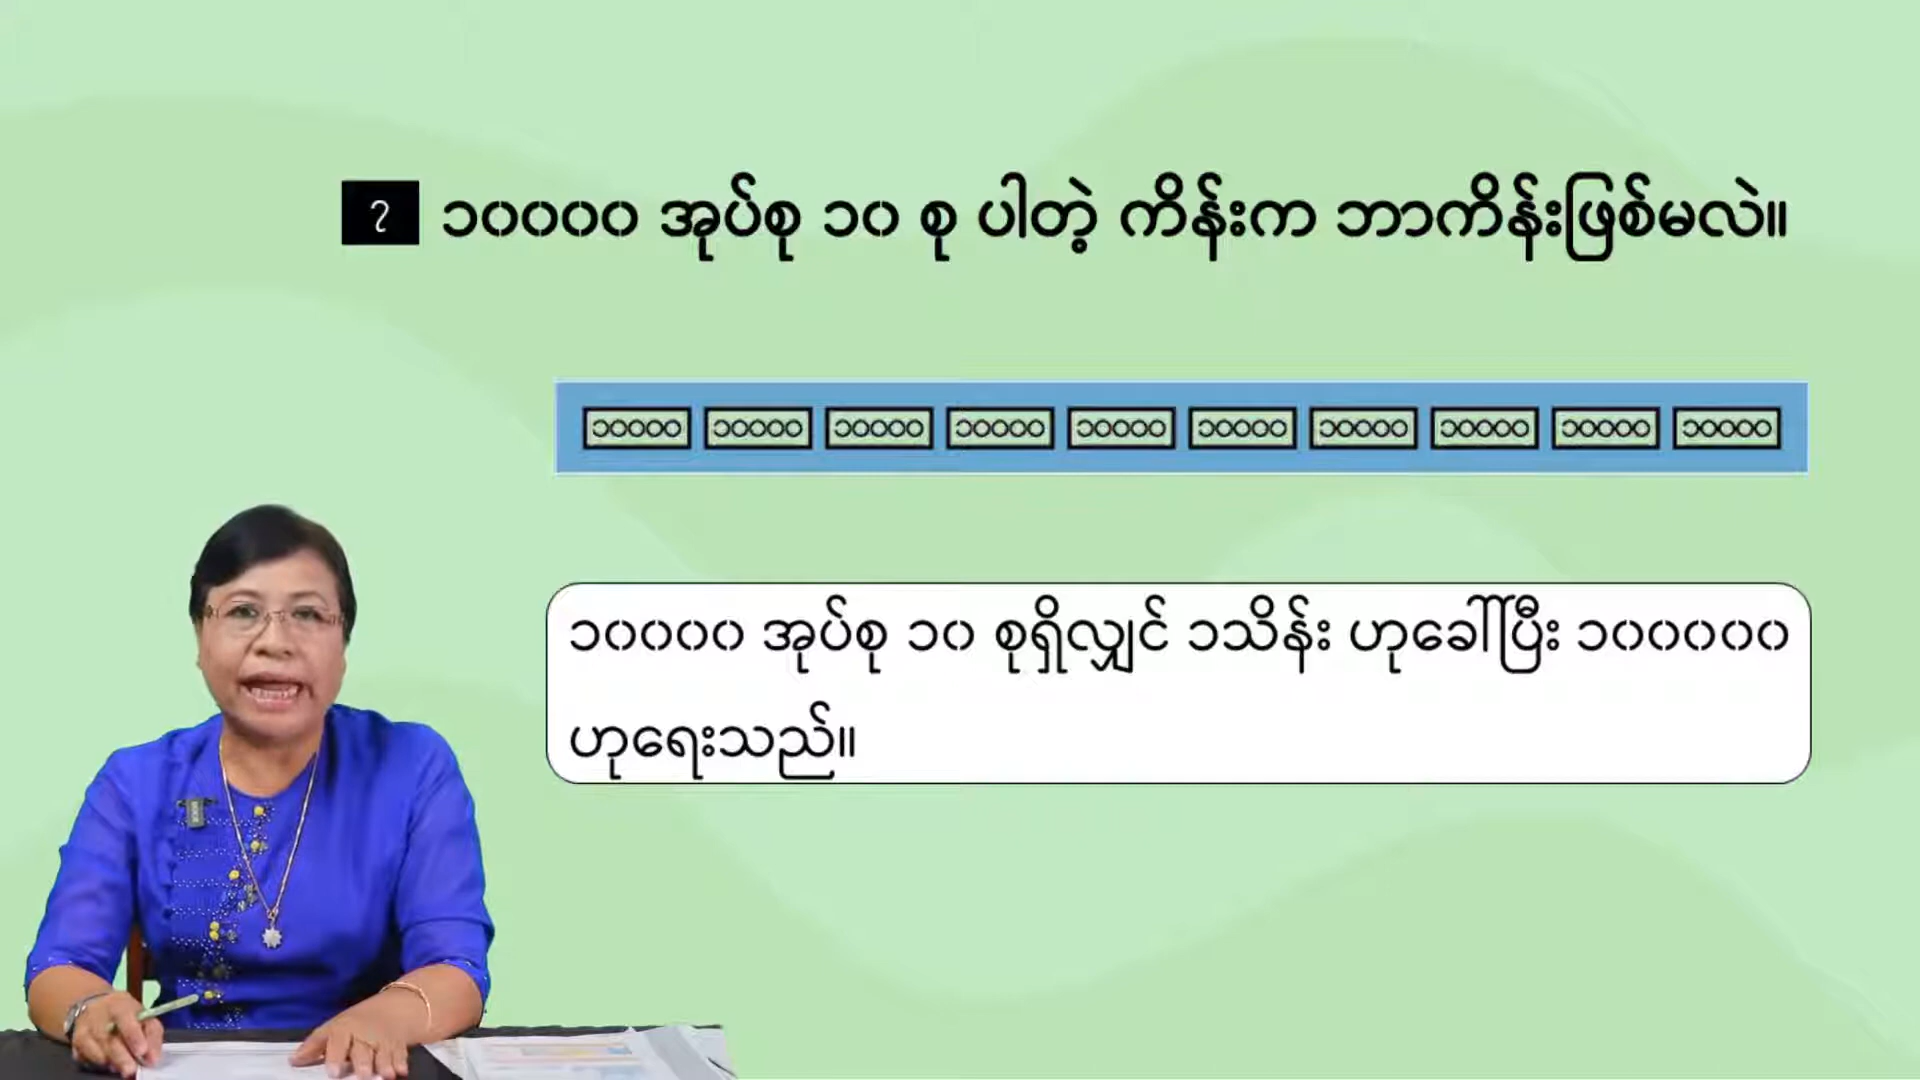 ၇ ၁၀၀၀၀ အုပ်စု ၁၀ စု ပါတဲ့ ကိန်းက ဘာကိန်းဖြစ်မလဲ။
၁၀၀၀၀ ၁၀၀၀၀ ၁၀၀၀၀ ၁၀၀၀၀ ၁၀၀၀၀ ၁၀၀၀၀ ၁၀၀၀၀ ၁၀၀၀၀ ၁၀၀၀၀ ၁၀၀၀၀
၁၀၀၀၀ အုပ်စု ၁၀ စုရှိလျှင် ၁သိန်း ဟုခေါ်ပြီး ၁၀၀၀၀၀
ဟုရေးသည်။